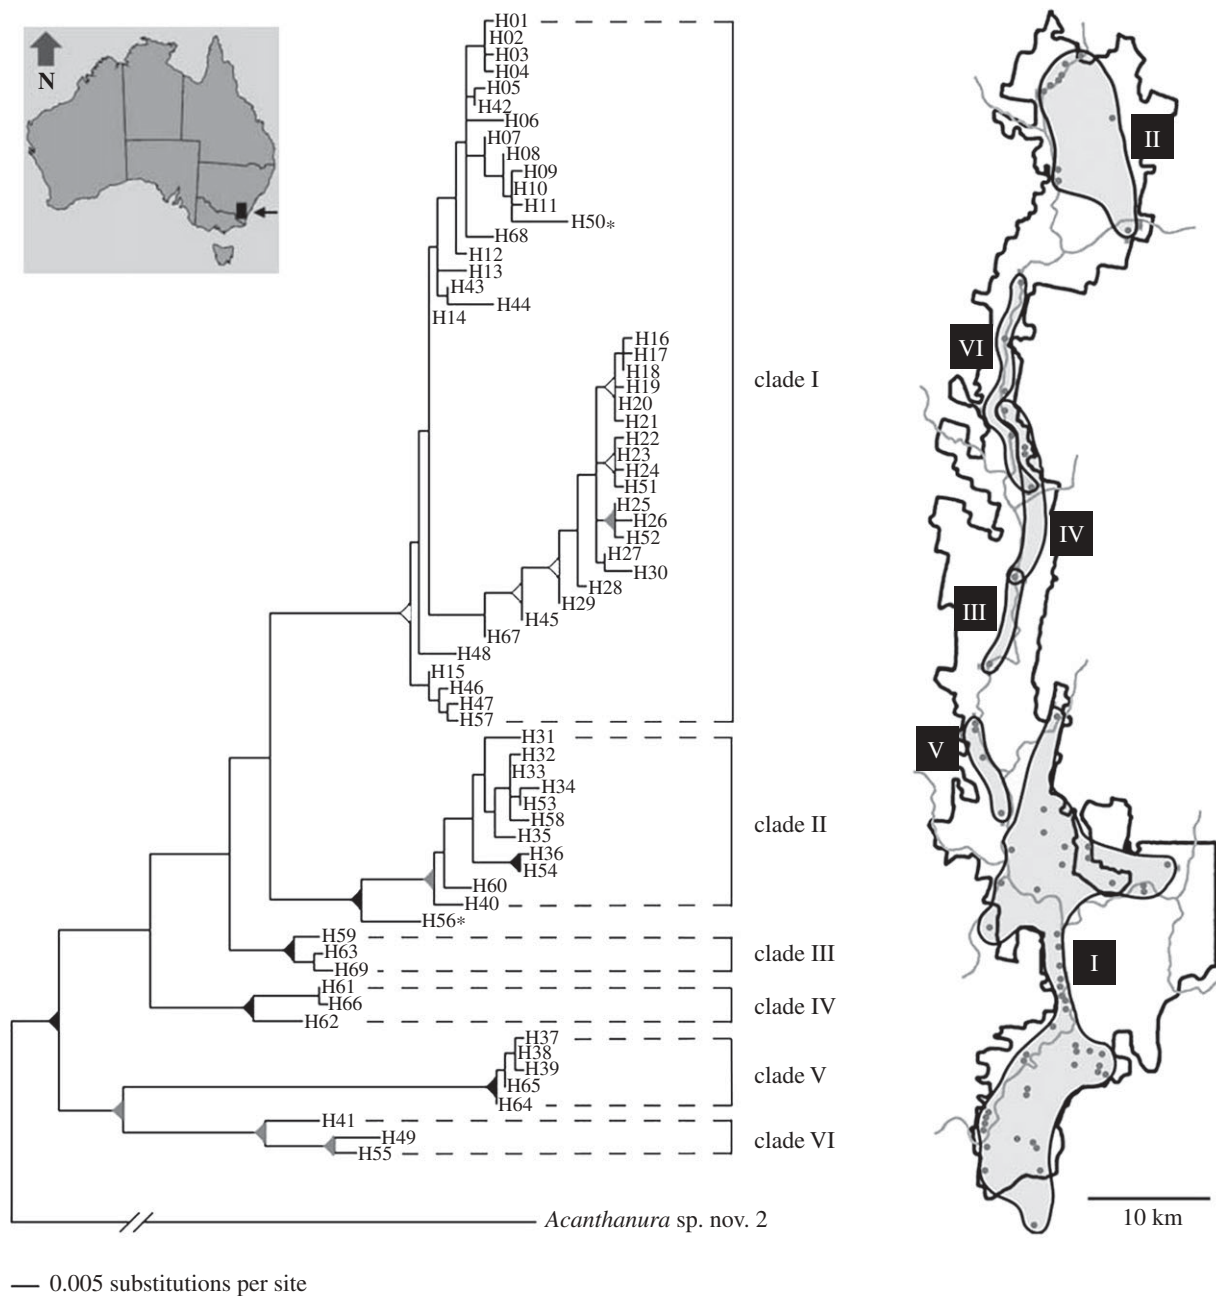 N
H01
H02
H03
H04
H05
H42
H06
H07
H08
H09
H10
H11
H50*
H68
H12
H13
H43
H44
H14
H16
H17
H18
H19
H20
H21
H22
H23
H24
H51
H25
H26
H52
H27
H30
H28
H29
H45
H67
H48
H15
H46
H47
H57
clade I
H31
H32
H33
H34
H53
H58
H35
H36
H54
H60
H40
H56*
clade II
H59
H63
H69
clade III
H61
H66
H62
clade IV
H37
H38
H39
H65
H64
clade V
H41
H49
H55
clade VI
Acanthanura sp. nov. 2
0.005 substitutions per site
II
VI
IV
III
V
I
10 km